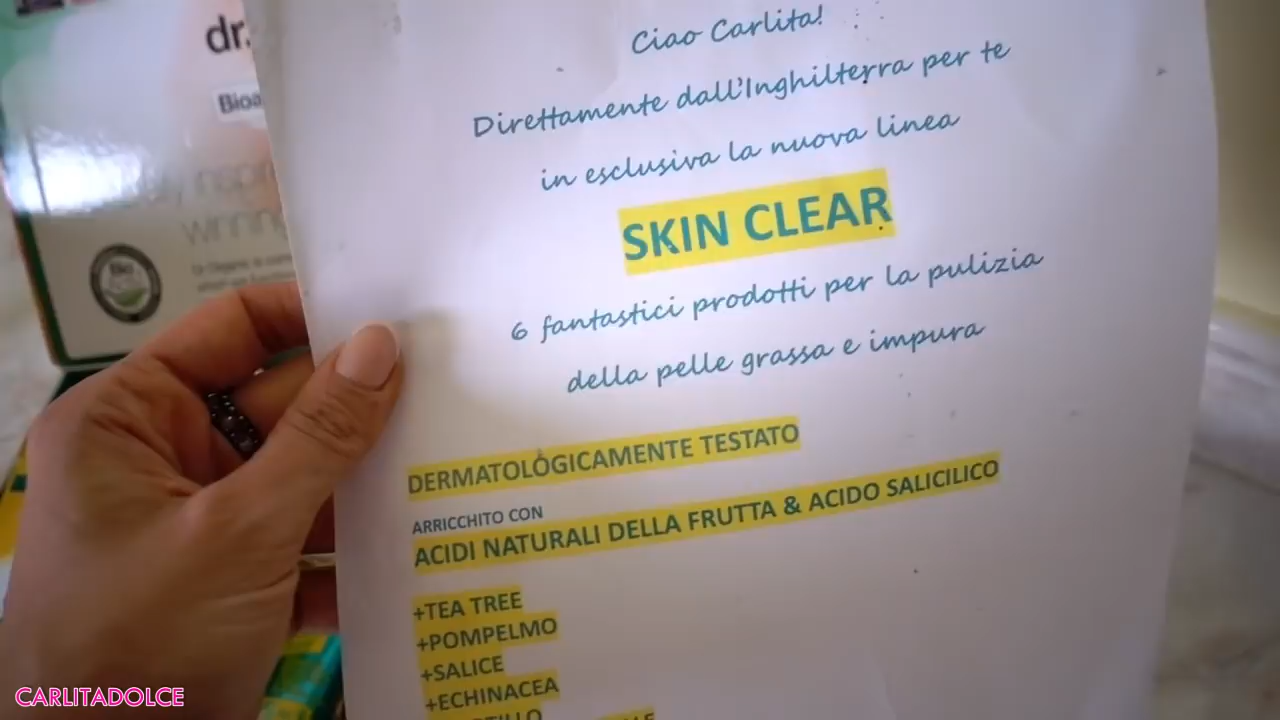 dr.
Bioa
winning
Bio
Ciao Carlita!
Direttamente dall'Inghilterra per te
in esclusiva la nuova linea
SKIN CLEAR
6 fantastici prodotti per la pulizia
della pelle grassa e impura
DERMATOLOGICAMENTE TESTATO
ARRICCHITO CON
ACIDI NATURALI DELLA FRUTTA & ACIDO SALICILICO
+TEA TREE
+POMPELMO
+SALICE
+ECHINACEA
CARLITADOLCE